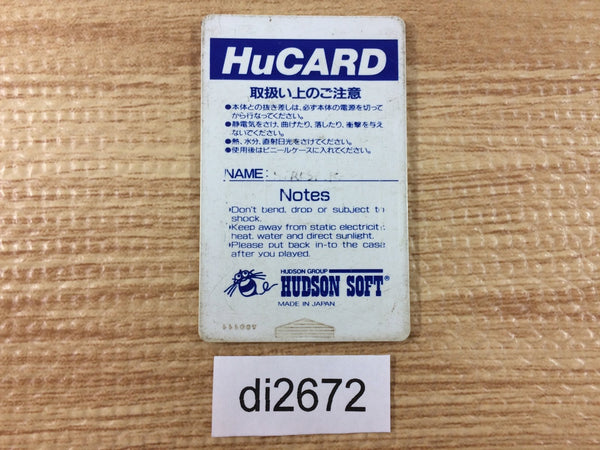 HuCARD
取扱い上のご注意
●本体との抜き差しは、必ず本体の電源を切って
から行なってください。
●静電気をさけ、曲げたり、落したり、衝撃を与え
ないでください。
●熱、水分、直射日光をさけてください。
●使用後はビニールケースに入れてください。
NAME:
Notes
•Don't bend, drop or subject to
shock.
•Keep away from static electricity,
heat, water and direct sunlight.
•Please put back in-to the case
after you played.
HUDSON GROUP
HUDSON SOFT®
MADE IN JAPAN
di2672